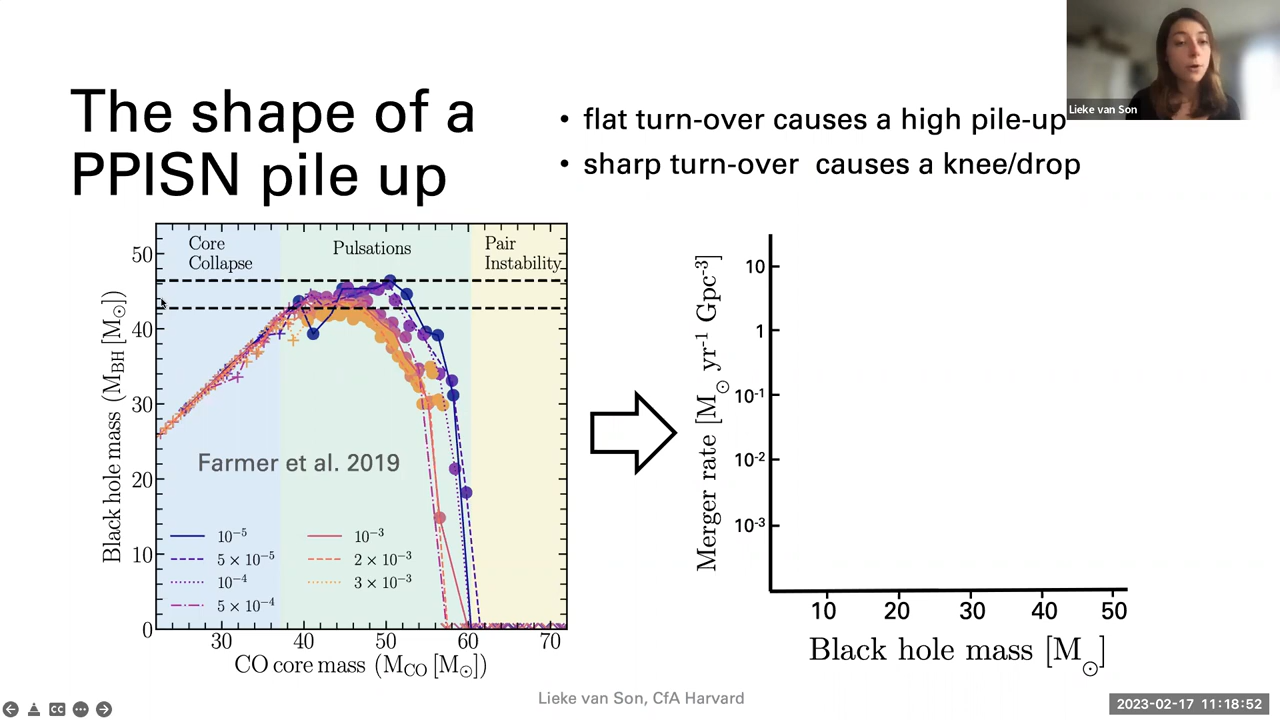 The shape of a
PPISN pile up
• flat turn-over causes a high pile-up
• sharp turn-over causes a knee/drop
Lieke van Son
Core
Collapse
Pulsations
Pair
Instability
Black hole mass (M_BH [M_⊙])
50
40
30
20
10
0
Farmer et al. 2019
10⁻⁵
5 × 10⁻⁵
10⁻⁴
5 × 10⁻⁴
10⁻³
2 × 10⁻³
3 × 10⁻³
30 40 50 60 70
CO core mass (M_CO [M_⊙])
Merger rate [M_⊙ yr⁻¹ Gpc⁻³]
10
1
10⁻¹
10⁻²
10⁻³
10 20 30 40 50
Black hole mass [M_⊙]
Lieke van Son, CfA Harvard
CC
2023-02-17 11:18:52